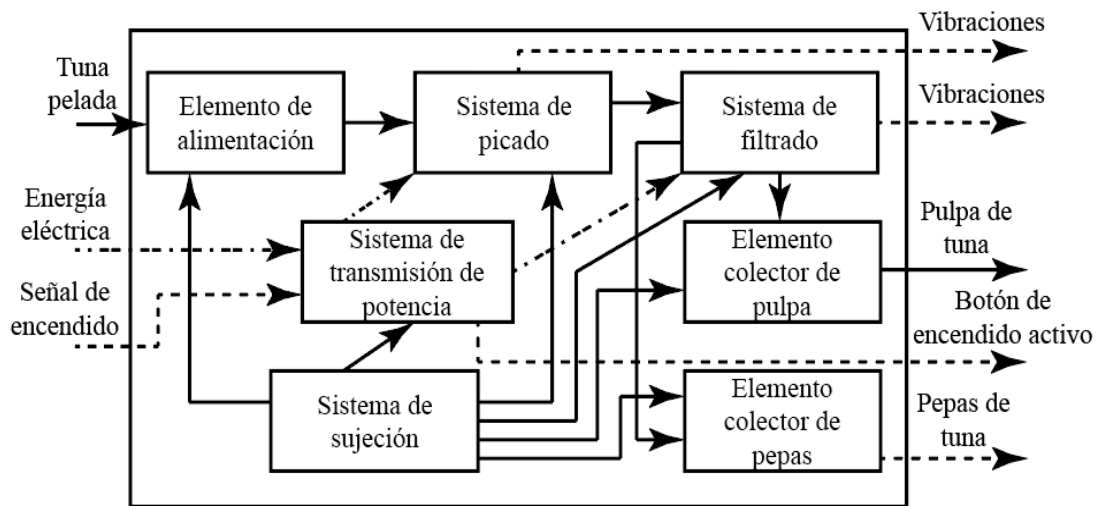 Vibraciones
Tuna
pelada
Elemento de
alimentación
Sistema de
picado
Sistema de
filtrado
Vibraciones
Energía
eléctrica
Sistema de
transmisión de
potencia
Elemento
colector de
pulpa
Pulpa de
tuna
Señal de
encendido
Botón de
encendido activo
Sistema de
sujeción
Elemento
colector de
pepas
Pepas de
tuna